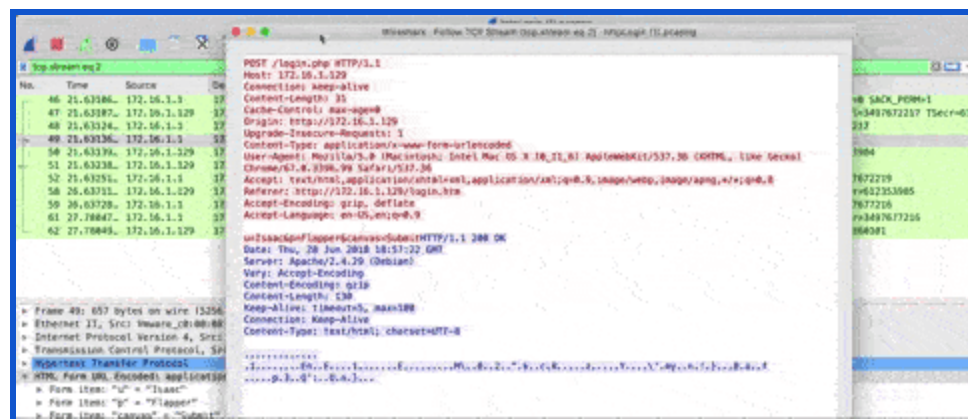 Wireshark · Follow TCP Stream (tcp.stream eq 2) · HttpLogin (1).pcapng
tcp.stream eq 2
No. Time Source
46 21.63106… 172.16.1.1
47 21.63107… 172.16.1.129
48 21.63124… 172.16.1.1
49 21.63136… 172.16.1.1
50 21.63139… 172.16.1.129
51 21.63238… 172.16.1.129
52 21.63251… 172.16.1.1
58 26.63711… 172.16.1.129
59 26.63728… 172.16.1.1
61 27.78047… 172.16.1.1
62 27.78049… 172.16.1.129
POST /login.php HTTP/1.1
Host: 172.16.1.129
Connection: keep-alive
Content-Length: 31
Cache-Control: max-age=0
Origin: http://172.16.1.129
Upgrade-Insecure-Requests: 1
Content-Type: application/x-www-form-urlencoded
User-Agent: Mozilla/5.0 (Macintosh; Intel Mac OS X 10_11_6) AppleWebKit/537.36 (KHTML, like Gecko)
Chrome/67.0.3396.99 Safari/537.36
Accept: text/html,application/xhtml+xml,application/xml;q=0.9,image/webp,image/apng,*/*;q=0.8
Referer: http://172.16.1.129/login.htm
Accept-Encoding: gzip, deflate
Accept-Language: en-US,en;q=0.9
u=Isaac&p=Flapper&canvas=SubmitHTTP/1.1 200 OK
Date: Thu, 28 Jun 2018 18:57:22 GMT
Server: Apache/2.4.29 (Debian)
Vary: Accept-Encoding
Content-Encoding: gzip
Content-Length: 130
Keep-Alive: timeout=5, max=100
Connection: Keep-Alive
Content-Type: text/html; charset=UTF-8
SACK_PERM=1
Frame 49: 657 bytes on wire (5256
Ethernet II, Src: Vmware_c0:00:08
Internet Protocol Version 4, Src:
Transmission Control Protocol, Sr
Hypertext Transfer Protocol
HTML Form URL Encoded: application
Form item: "u" = "Isaac"
Form item: "p" = "Flapper"
Form item: "canvas" = "Submit"